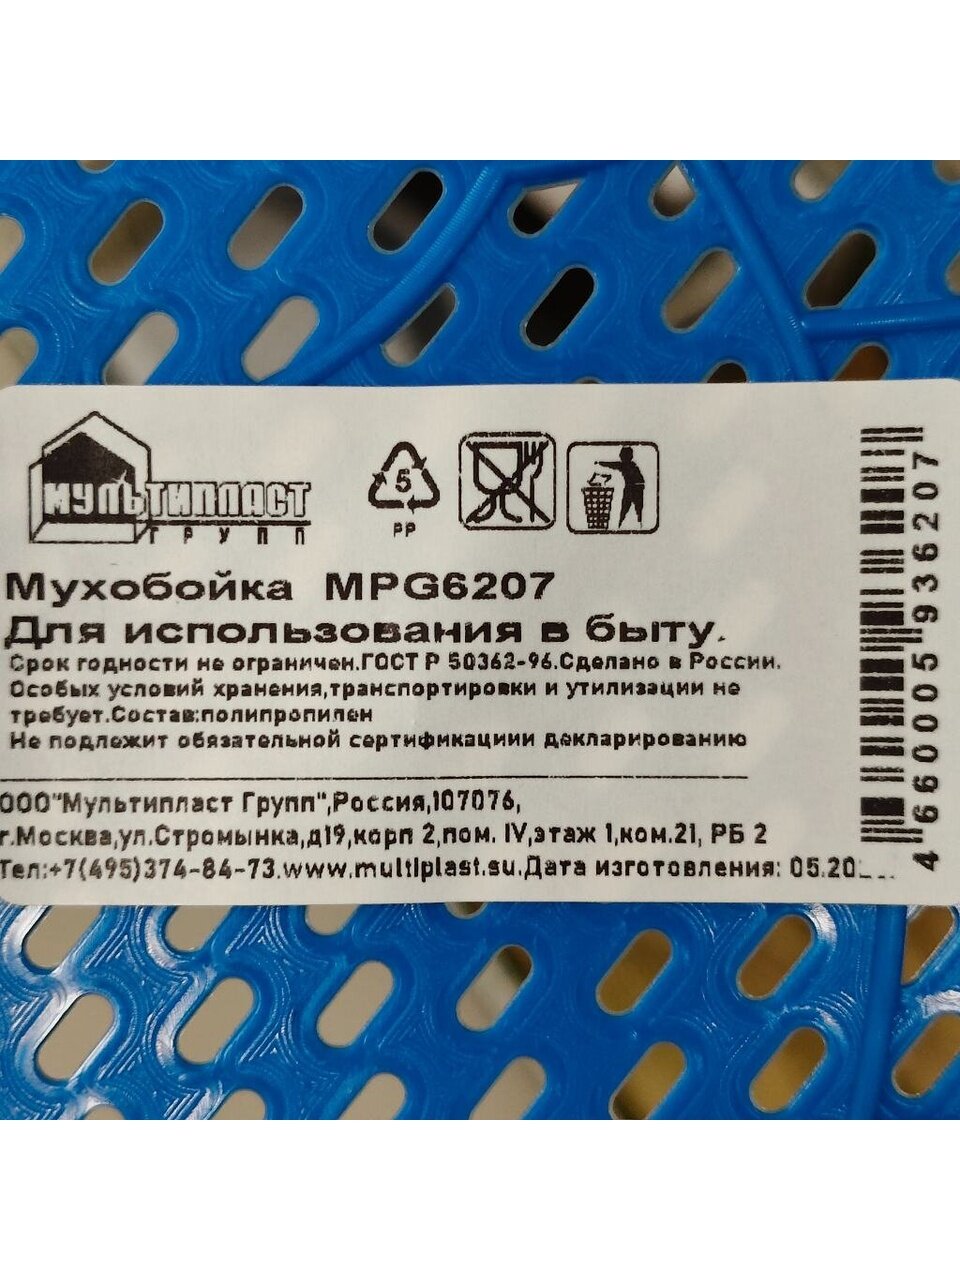 МУЛЬТИПЛАСТ
ГРУПП
5
PP
Мухобойка MPG6207
Для использования в быту.
Срок годности не ограничен.ГОСТ Р 50362-96.Сделано в России.
Особых условий хранения,транспортировки и утилизации не
требует.Состав:полипропилен
Не подлежит обязательной сертификациии декларированию
ООО"Мультипласт Групп",Россия,107076,
г.Москва,ул.Стромынка,д19,корп 2,пом. IV,этаж 1,ком.21, РБ 2
Тел:+7(495)374-84-73.www.multiplast.su.Дата изготовления:
4660005936207